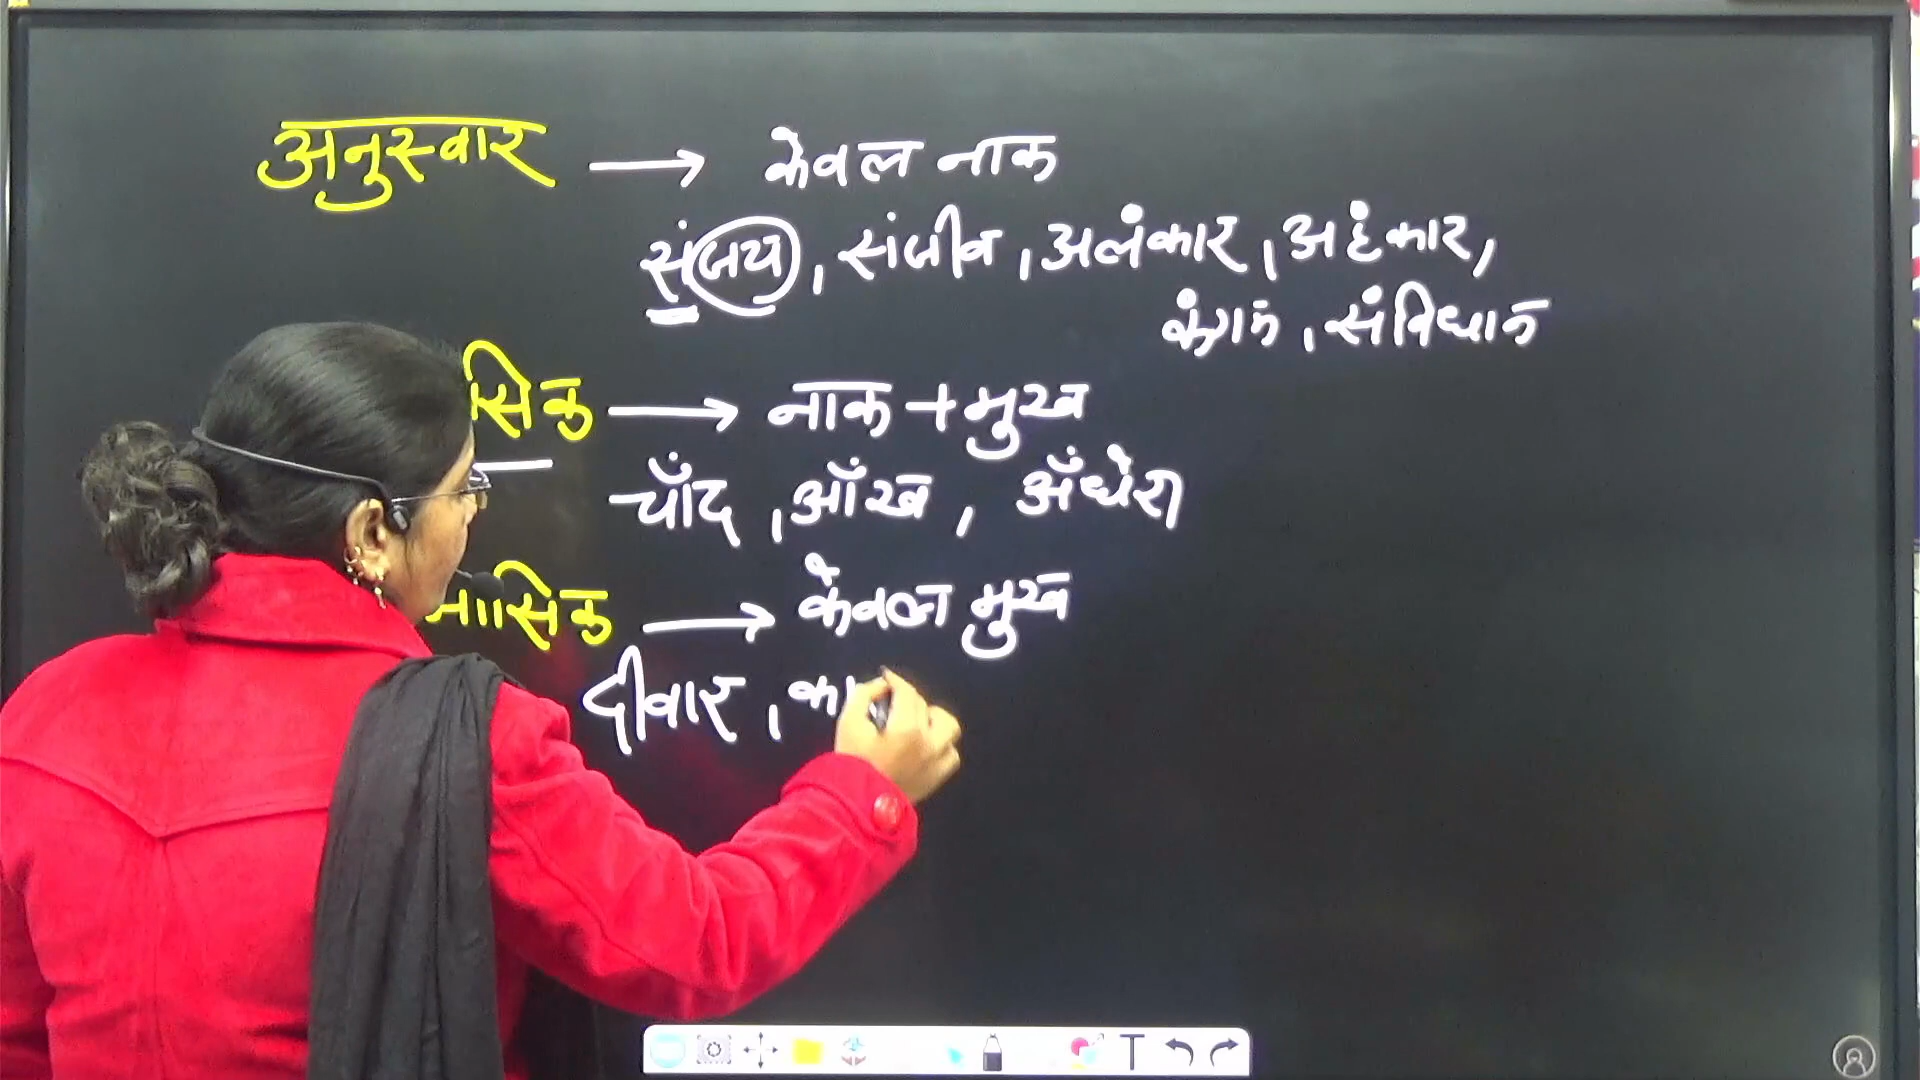 अनुस्वार → केवल नाक
संजय, संजीव, अलंकार, अहंकार,
कंगन, संविधान
सिक → नाक + मुख
चाँद, आँख, अँधेरा
नासिक → केवल मुख
दीवार, का
T